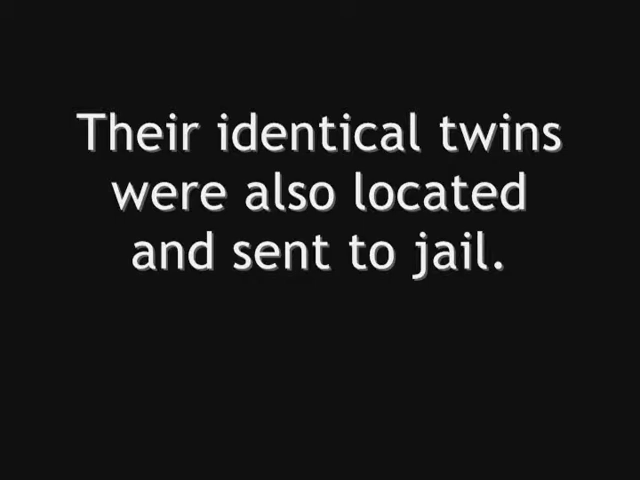 Their identical twins
were also located
and sent to jail.